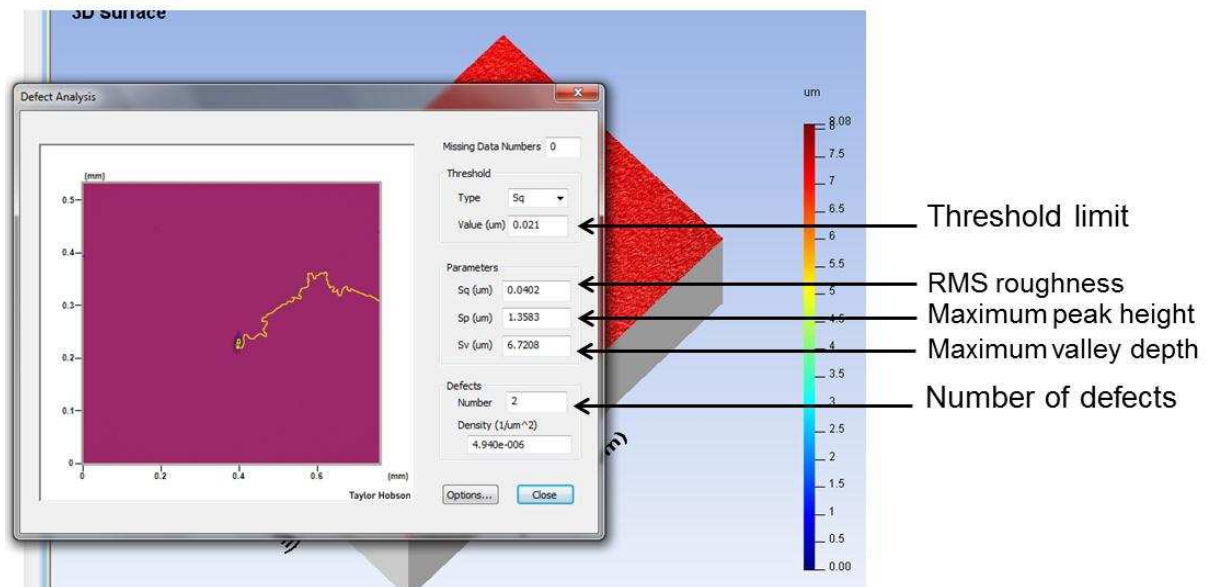 3D Surface
Defect Analysis
Missing Data Numbers 0
Threshold
Type Sq
Value (um) 0.021
Parameters
Sq (um) 0.0402
Sp (um) 1.3583
Sv (um) 6.7208
Defects
Number 2
Density (1/um^2)
4.940e-006
Options... Close
(mm)
0.5
0.4
0.3
0.2
0.1
0
0 0.2 0.4 0.6 (mm)
Taylor Hobson
um
8.08
8
7.5
7
6.5
6
5.5
5
4.5
4
3.5
3
2.5
2
1.5
1
0.5
0.00
Threshold limit
RMS roughness
Maximum peak height
Maximum valley depth
Number of defects